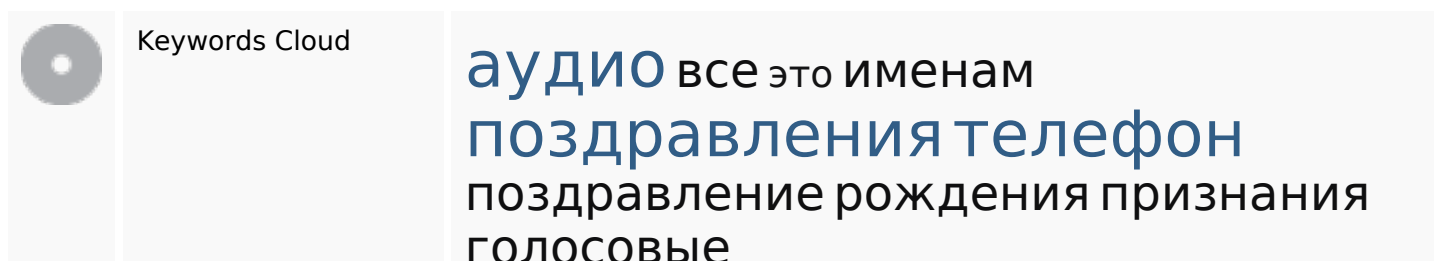 Keywords Cloud
аудио все это именам
поздравления телефон
поздравление рождения признания
голосовые